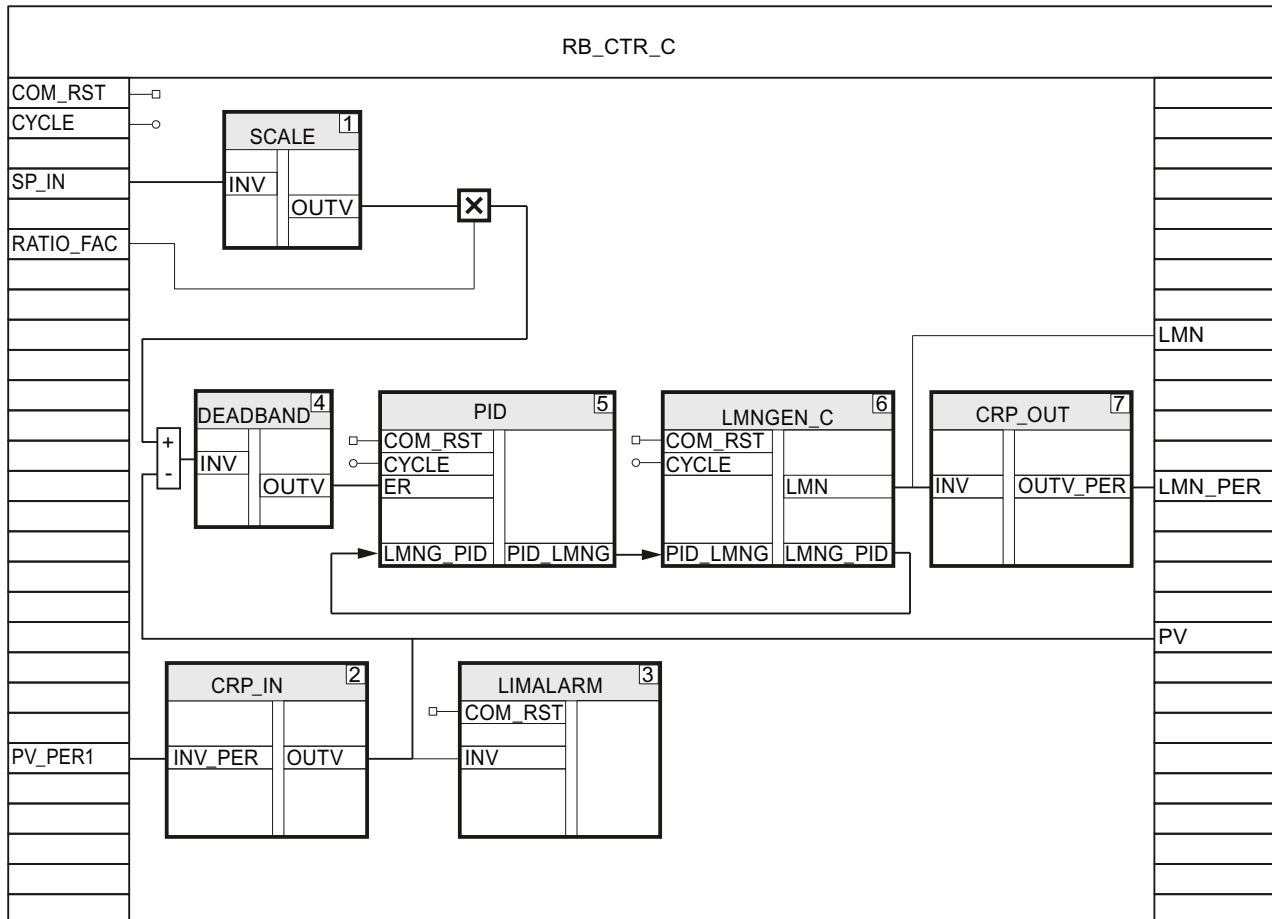 RB_CTR_C
COM_RST
CYCLE
SP_IN
RATIO_FAC
PV_PER1
SCALE 1
INV
OUTV
×
+
-
DEADBAND 4
INV
OUTV
PID 5
COM_RST
CYCLE
ER
LMNG_PID PID_LMNG
LMNGEN_C 6
COM_RST
CYCLE
LMN
PID_LMNG LMNG_PID
CRP_OUT 7
INV OUTV_PER
CRP_IN 2
INV_PER OUTV
LIMALARM 3
COM_RST
INV
LMN
LMN_PER
PV